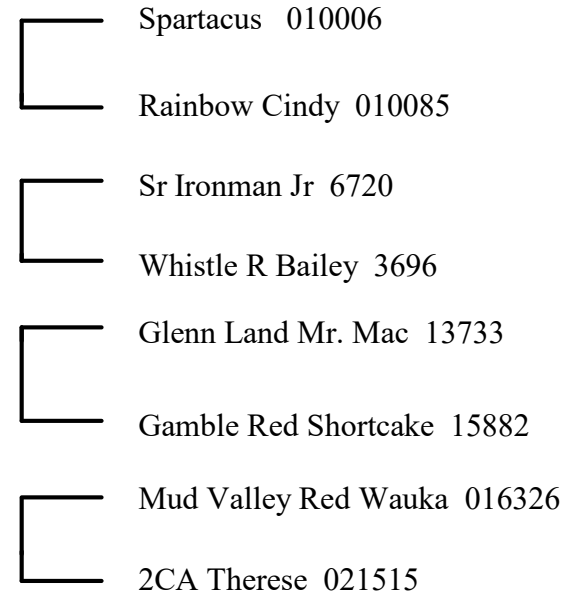 Spartacus 010006
Rainbow Cindy 010085
Sr Ironman Jr 6720
Whistle R Bailey 3696
Glenn Land Mr. Mac 13733
Gamble Red Shortcake 15882
Mud Valley Red Wauka 016326
2CA Therese 021515